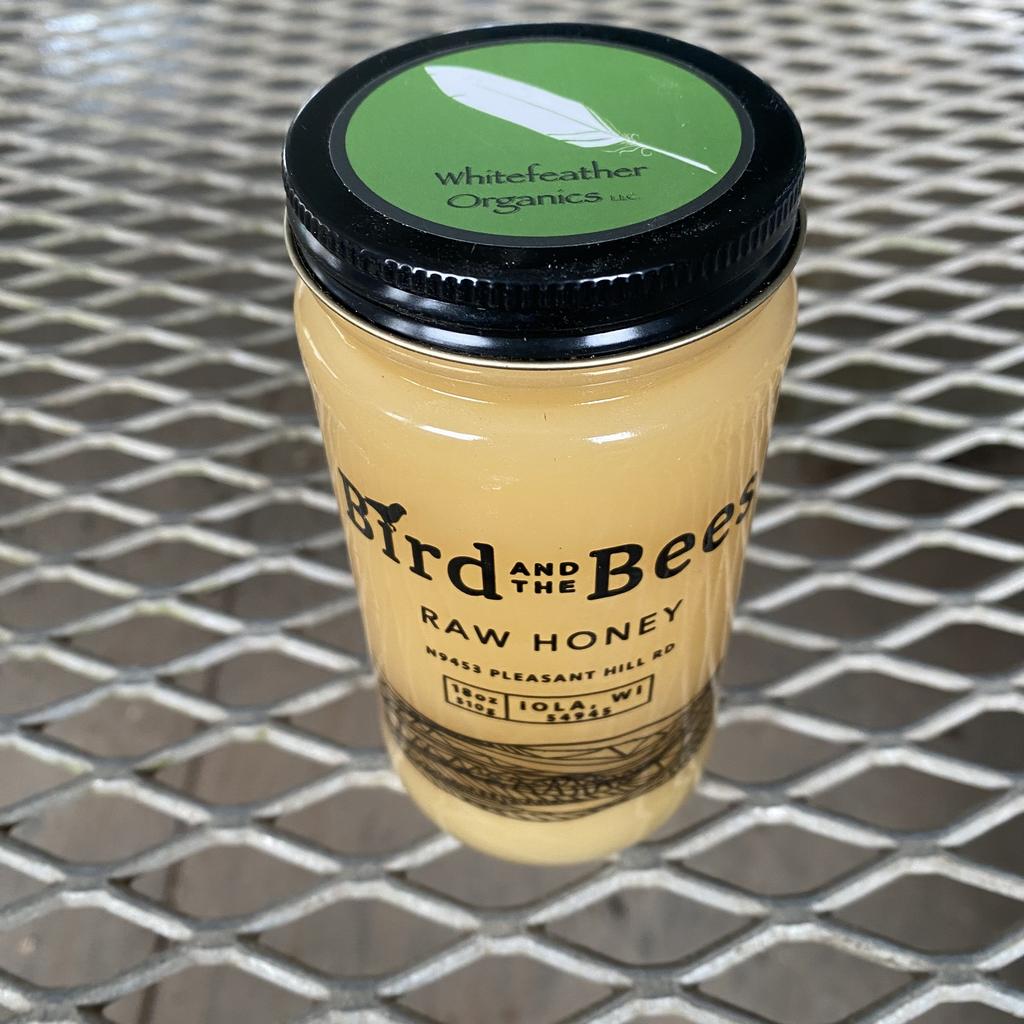 Whitefeather
Organics LLC.
Bird AND THE Bees
RAW HONEY
N9453 PLEASANT HILL RD
18oz
510g
IOLA, WI
54945